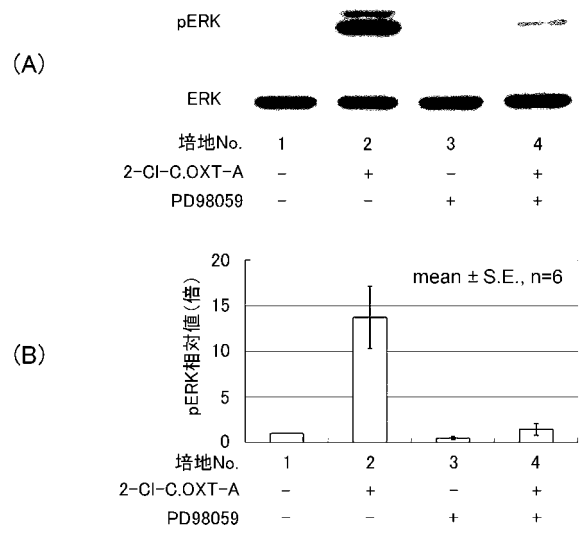 (A)
pERK
ERK
培地No. 1 2 3 4
2-Cl-C.OXT-A − + − +
PD98059 − − + +
(B)
mean ± S.E., n=6
pERK相対値(倍)
20
15
10
5
0
培地No. 1 2 3 4
2-Cl-C.OXT-A − + − +
PD98059 − − + +